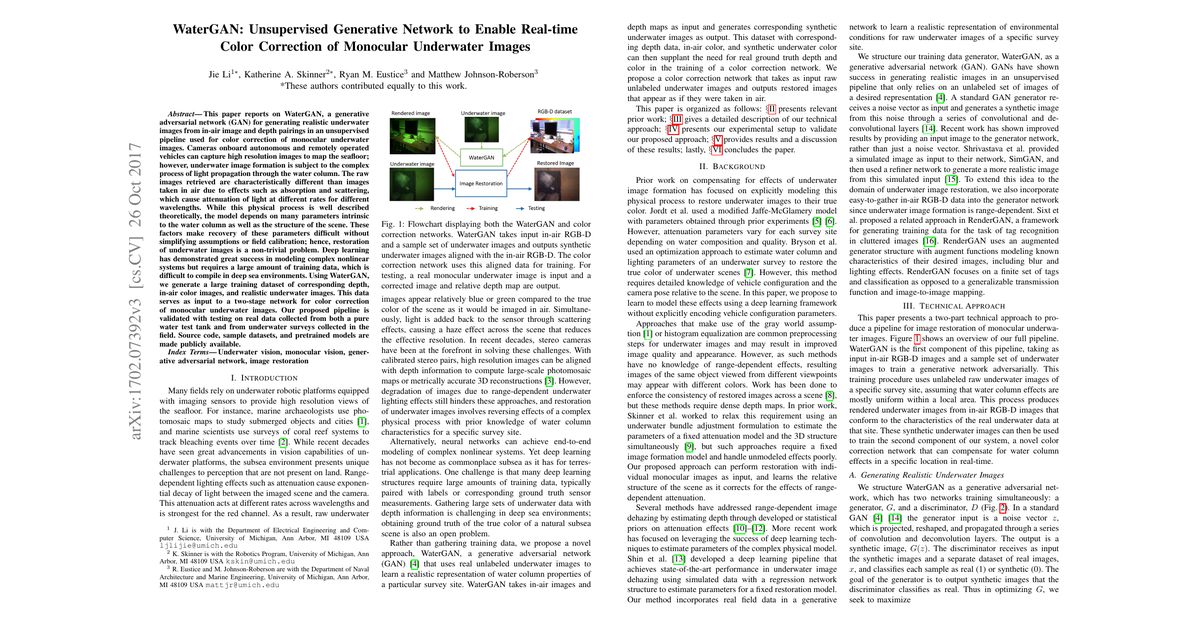 WaterGAN: Unsupervised Generative Network to Enable Real-time
Color Correction of Monocular Underwater Images
Jie Li¹*, Katherine A. Skinner²*, Ryan M. Eustice³ and Matthew Johnson-Roberson³
*These authors contributed equally to this work.
arXiv:1702.07392v3 [cs.CV] 26 Oct 2017
Abstract—This paper reports on WaterGAN, a generative
adversarial network (GAN) for generating realistic underwater
images from in-air image and depth pairings in an unsupervised
pipeline used for color correction of monocular underwater
images. Cameras onboard autonomous and remotely operated
vehicles can capture high resolution images to map the seafloor;
however, underwater image formation is subject to the complex
process of light propagation through the water column. The raw
images retrieved are characteristically different than images
taken in air due to effects such as absorption and scattering,
which cause attenuation of light at different rates for different
wavelengths. While this physical process is well described
theoretically, the model depends on many parameters intrinsic
to the water column as well as the structure of the scene. These
factors make recovery of these parameters difficult without
simplifying assumptions or field calibration; hence, restoration
of underwater images is a non-trivial problem. Deep learning
has demonstrated great success in modeling complex nonlinear
systems but requires a large amount of training data, which is
difficult to compile in deep sea environments. Using WaterGAN,
we generate a large training dataset of corresponding depth,
in-air color images, and realistic underwater images. This data
serves as input to a two-stage network for color correction
of monocular underwater images. Our proposed pipeline is
validated with testing on real data collected from both a pure
water test tank and from underwater surveys collected in the
field. Source code, sample datasets, and pretrained models are
made publicly available.
Index Terms—Underwater vision, monocular vision, gener-
ative adversarial network, image restoration
I. INTRODUCTION
Many fields rely on underwater robotic platforms equipped
with imaging sensors to provide high resolution views of
the seafloor. For instance, marine archaeologists use pho-
tomosaic maps to study submerged objects and cities [1],
and marine scientists use surveys of coral reef systems to
track bleaching events over time [2]. While recent decades
have seen great advancements in vision capabilities of un-
derwater platforms, the subsea environment presents unique
challenges to perception that are not present on land. Range-
dependent lighting effects such as attenuation cause expo-
nential decay of light between the imaged scene and the camera.
This attenuation acts at different rates across wavelengths and
is strongest for the red channel. As a result, raw underwater
¹ J. Li is with the Department of Electrical Engineering and Com-
puter Science, University of Michigan, Ann Arbor, MI 48109 USA
ljlijie@umich.edu
² K. Skinner is with the Robotics Program, University of Michigan, Ann
Arbor, MI 48109 USA kskin@umich.edu
³ R. Eustice and M. Johnson-Roberson are with the Department of Naval
Architecture and Marine Engineering, University of Michigan, Ann Arbor,
MI 48109 USA mattjr@umich.edu
Rendered image
Underwater image
RGB-D dataset
WaterGAN
Underwater image
Restored Image
Image Restoration
Rendering
Training
Testing
Fig. 1: Flowchart displaying both the WaterGAN and color
correction networks. WaterGAN takes input in-air RGB-D
and a sample set of underwater images and outputs synthetic
underwater images aligned with the in-air RGB-D. The color
correction network uses this aligned data for training. For
testing, a real monocular underwater image is input and a
corrected image and relative depth map are output.
images appear relatively blue or green compared to the true
color of the scene as it would be imaged in air. Simultane-
ously, light is added back to the sensor through scattering
effects, causing a haze effect across the scene that reduces
the effective resolution. In recent decades, stereo cameras
have been at the forefront in solving these challenges. With
calibrated stereo pairs, high resolution images can be aligned
with depth information to compute large-scale photomosaic
maps or metrically accurate 3D reconstructions [3]. However,
degradation of images due to range-dependent underwater
lighting effects still hinders these approaches, and restoration
of underwater images involves reversing effects of a complex
physical process with prior knowledge of water column
characteristics for a specific survey site.
Alternatively, neural networks can achieve end-to-end
modeling of complex nonlinear systems. Yet deep learning
has not become as commonplace subsea as it has for terres-
trial applications. One challenge is that many deep learning
structures require large amounts of training data, typically
paired with labels or corresponding ground truth sensor
measurements. Gathering large sets of underwater data with
depth information is challenging in deep sea environments;
obtaining ground truth of the true color of a natural subsea
scene is also an open problem.
Rather than gathering training data, we propose a novel
approach, WaterGAN, a generative adversarial network
(GAN) [4] that uses real unlabeled underwater images to
learn a realistic representation of water column properties of
a particular survey site. WaterGAN takes in-air images and
depth maps as input and generates corresponding synthetic
underwater images as output. This dataset with correspond-
ing depth data, in-air color, and synthetic underwater color
can then supplant the need for real ground truth depth and
color in the training of a color correction network. We
propose a color correction network that takes as input raw
unlabeled underwater images and outputs restored images
that appear as if they were taken in air.
This paper is organized as follows: §II presents relevant
prior work; §III gives a detailed description of our technical
approach; §IV presents our experimental setup to validate
our proposed approach; §V provides results and a discussion
of these results; lastly, §VI concludes the paper.
II. BACKGROUND
Prior work on compensating for effects of underwater
image formation has focused on explicitly modeling this
physical process to restore underwater images to their true
color. Jordt et al. used a modified Jaffe-McGlamery model
with parameters obtained through prior experiments [5] [6].
However, attenuation parameters vary for each survey site
depending on water composition and quality. Bryson et al.
used an optimization approach to estimate water column and
lighting parameters of an underwater survey to restore the
true color of underwater scenes [7]. However, this method
requires detailed knowledge of vehicle configuration and the
camera pose relative to the scene. In this paper, we propose to
learn to model these effects using a deep learning framework
without explicitly encoding vehicle configuration parameters.
Approaches that make use of the gray world assump-
tion [1] or histogram equalization are common preprocessing
steps for underwater images and may result in improved
image quality and appearance. However, as such methods
have no knowledge of range-dependent effects, resulting
images of the same object viewed from different viewpoints
may appear with different colors. Work has been done to
enforce the consistency of restored images across a scene [8],
but these methods require dense depth maps. In prior work,
Skinner et al. worked to relax this requirement using an
underwater bundle adjustment formulation to estimate the
parameters of a fixed attenuation model and the 3D structure
simultaneously [9], but such approaches require a fixed
image formation model and handle unmodeled effects poorly.
Our proposed approach can perform restoration with indi-
vidual monocular images as input, and learns the relative
structure of the scene as it corrects for the effects of range-
dependent attenuation.
Several methods have addressed range-dependent image
dehazing by estimating depth through developed or statistical
priors on attenuation effects [10]–[12]. More recent work
has focused on leveraging the success of deep learning tech-
niques to estimate parameters of the complex physical model.
Shin et al. [13] developed a deep learning pipeline that
achieves state-of-the-art performance in underwater image
dehazing using simulated data with a regression network
structure to estimate parameters for a fixed restoration model.
Our method incorporates real field data in a generative
network to learn a realistic representation of environmental
conditions for raw underwater images of a specific survey
site.
We structure our training data generator, WaterGAN, as a
generative adversarial network (GAN). GANs have shown
success in generating realistic images in an unsupervised
pipeline that only relies on an unlabeled set of images of
a desired representation [4]. A standard GAN generator re-
ceives a noise vector as input and generates a synthetic image
from this noise through a series of convolutional and de-
convolutional layers [14]. Recent work has shown improved
results by providing an input image to the generator network,
rather than just a noise vector. Shrivastava et al. provided
a simulated image as input to their network, SimGAN, and
then used a refiner network to generate a more realistic image
from this simulated input [15]. To extend this idea to the
domain of underwater image restoration, we also incorporate
easy-to-gather in-air RGB-D data into the generator network
since underwater image formation is range-dependent. Sixt et
al. proposed a related approach in RenderGAN, a framework
for generating training data for the task of tag recognition
in cluttered images [16]. RenderGAN uses an augmented
generator structure with augment functions modeling known
characteristics of their desired images, including blur and
lighting effects. RenderGAN focuses on a finite set of tags
and classification as opposed to a generalizable transmission
function and image-to-image mapping.
III. TECHNICAL APPROACH
This paper presents a two-part technical approach to pro-
duce a pipeline for image restoration of monocular underwa-
ter images. Figure 1 shows an overview of our full pipeline.
WaterGAN is the first component of this pipeline, taking as
input in-air RGB-D images and a sample set of underwater
images to train a generative network adversarially. This
training procedure uses unlabeled raw underwater images of
a specific survey site, assuming that water column effects are
mostly uniform within a local area. This process produces
rendered underwater images from in-air RGB-D images that
conform to the characteristics of the real underwater data at
that site. These synthetic underwater images can then be used
to train the second component of our system, a novel color
correction network that can compensate for water column
effects in a specific location in real-time.
A. Generating Realistic Underwater Images
We structure WaterGAN as a generative adversarial net-
work, which has two networks training simultaneously: a
generator, G, and a discriminator, D (Fig. 2). In a standard
GAN [4] [14] the generator input is a noise vector z,
which is projected, reshaped, and propagated through a series
of convolution and deconvolution layers. The output is a
synthetic image, G(z). The discriminator receives as input
the synthetic images and a separate dataset of real images,
x, and classifies each sample as real (1) or synthetic (0). The
goal of the generator is to output synthetic images that the
discriminator classifies as real. Thus in optimizing G, we
seek to maximize